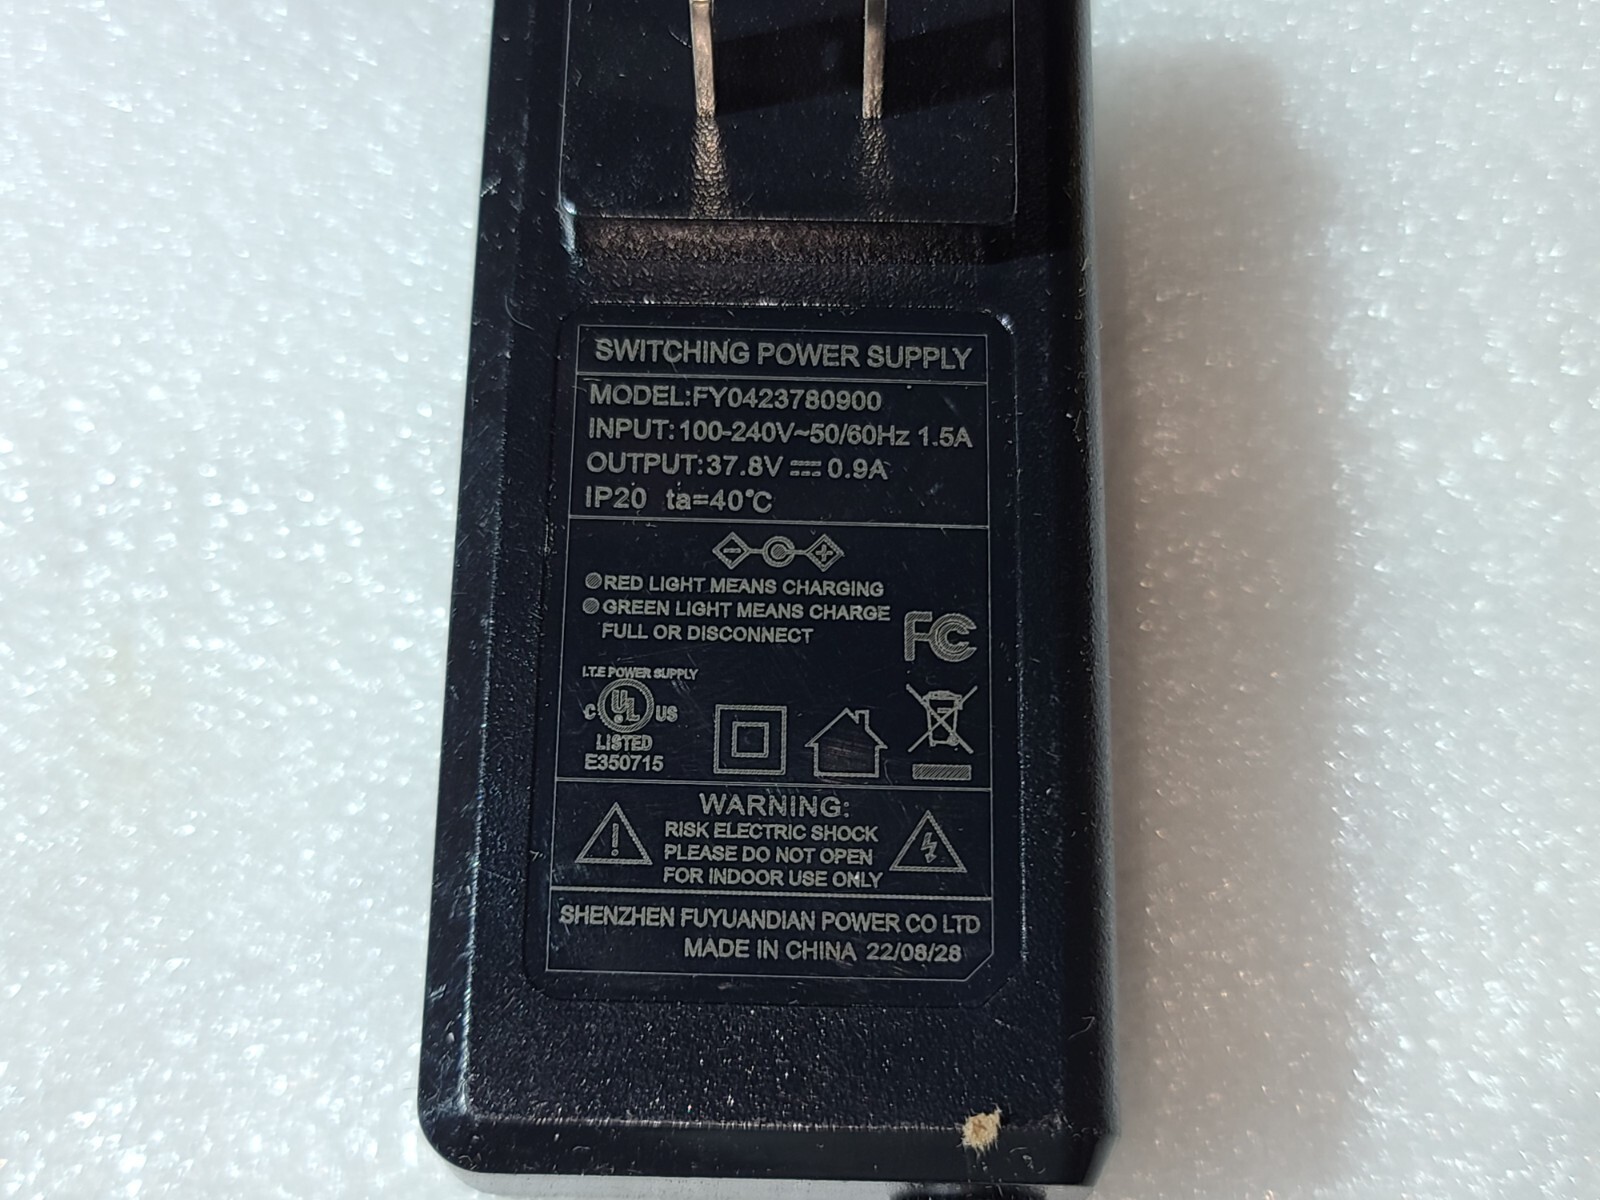 SWITCHING POWER SUPPLY
MODEL:FY0423780900
INPUT:100-240V~50/60Hz 1.5A
OUTPUT:37.8V⎓0.9A
IP20 ta=40℃
RED LIGHT MEANS CHARGING
GREEN LIGHT MEANS CHARGE
FULL OR DISCONNECT
FC
I.T.E POWER SUPPLY
C UL US
LISTED
E350715
WARNING:
RISK ELECTRIC SHOCK
PLEASE DO NOT OPEN
FOR INDOOR USE ONLY
SHENZHEN FUYUANDIAN POWER CO LTD
MADE IN CHINA 22/08/28